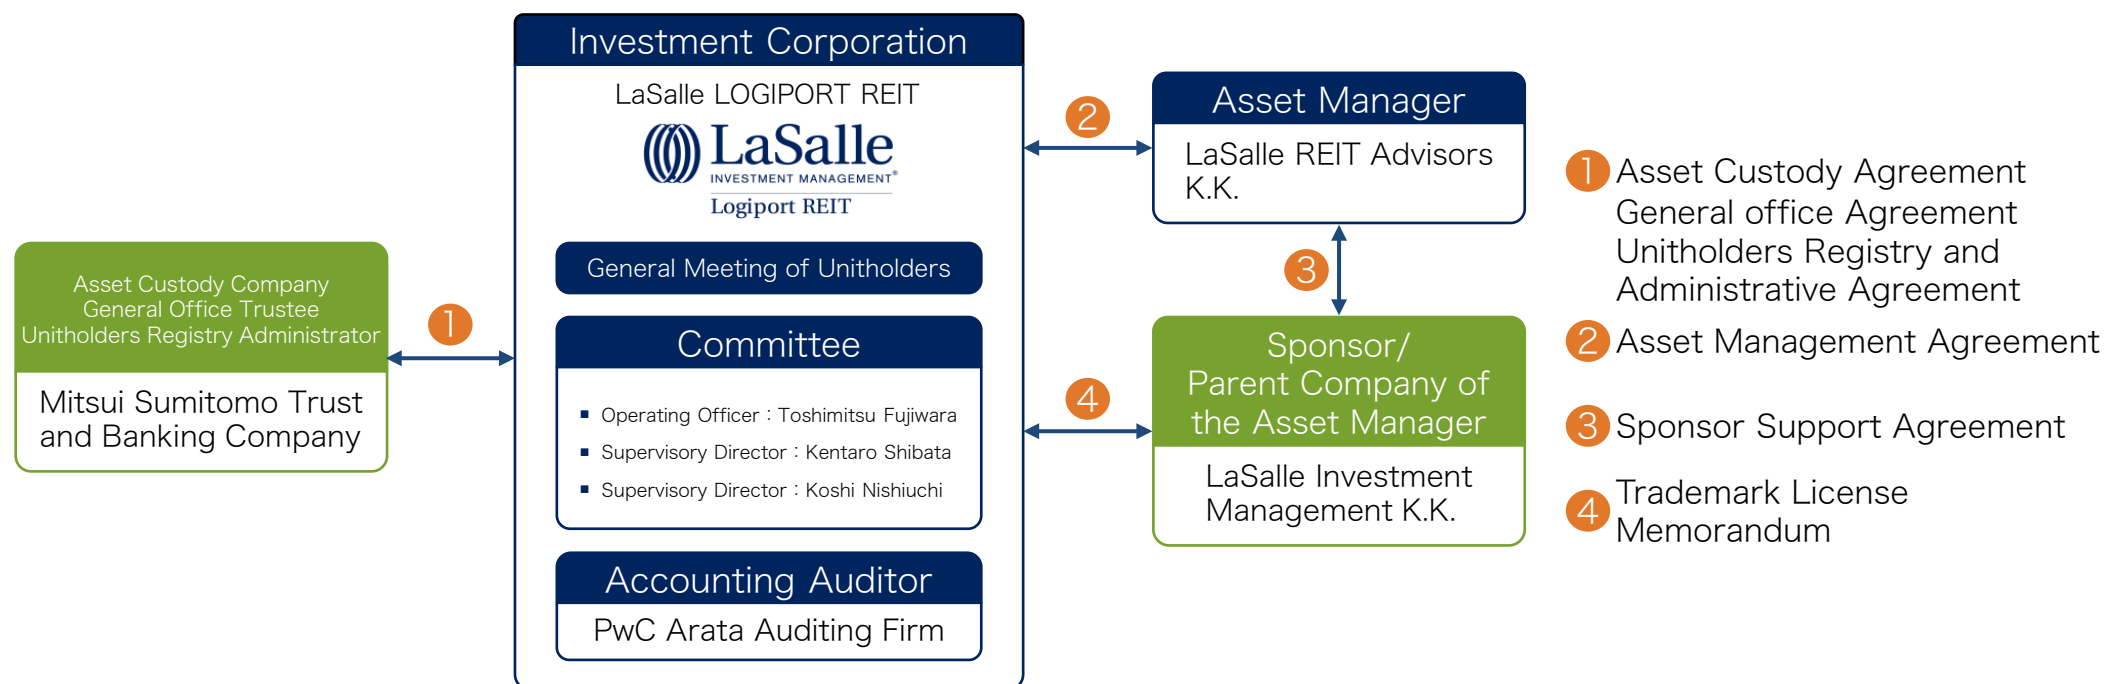 Investment Corporation
LaSalle LOGIPORT REIT
LaSalle
INVESTMENT MANAGEMENT®
Logiport REIT
General Meeting of Unitholders
Committee
▪ Operating Officer：Toshimitsu Fujiwara
▪ Supervisory Director：Kentaro Shibata
▪ Supervisory Director：Koshi Nishiuchi
Accounting Auditor
PwC Arata Auditing Firm
Asset Custody Company
General Office Trustee
Unitholders Registry Administrator
Mitsui Sumitomo Trust
and Banking Company
1
2
Asset Manager
LaSalle REIT Advisors
K.K.
3
4
Sponsor/
Parent Company of
the Asset Manager
LaSalle Investment
Management K.K.
1 Asset Custody Agreement
General office Agreement
Unitholders Registry and
Administrative Agreement
2 Asset Management Agreement
3 Sponsor Support Agreement
4 Trademark License
Memorandum